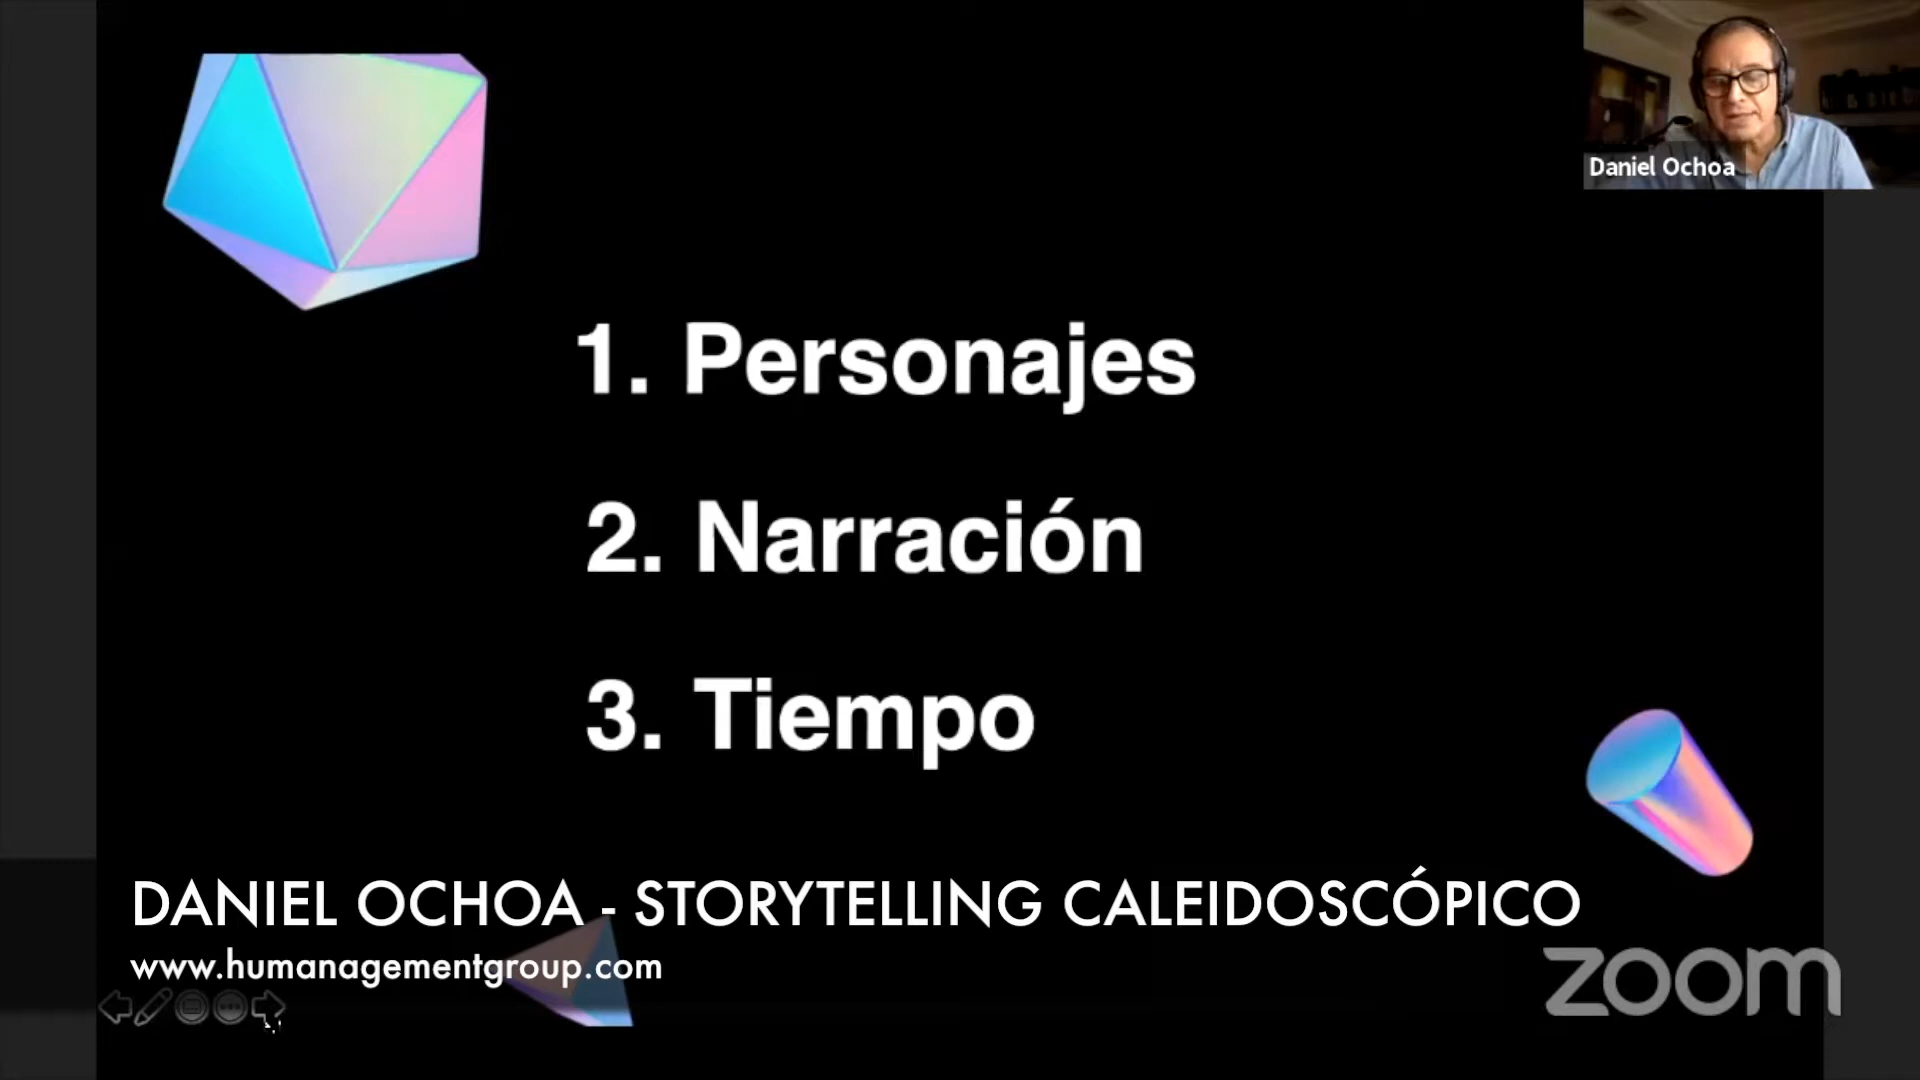 Daniel Ochoa
1. Personajes
2. Narración
3. Tiempo
DANIEL OCHOA - STORYTELLING CALEIDOSCÓPICO
www.humanagementgroup.com
zoom